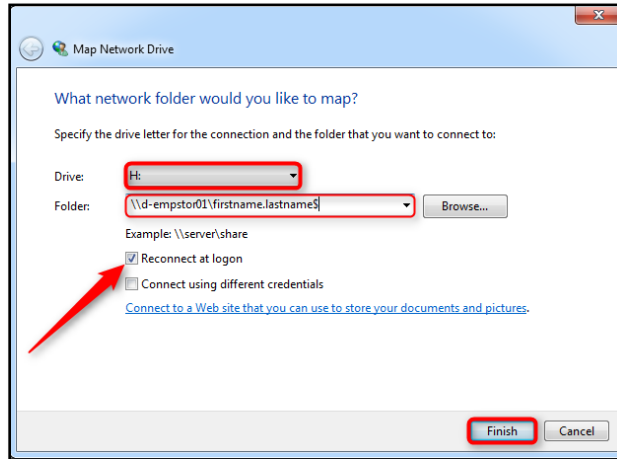 Map Network Drive
What network folder would you like to map?
Specify the drive letter for the connection and the folder that you want to connect to:
Drive: H:
Folder: \\d-empstor01\firstname.lastname$ Browse...
Example: \\server\share
Reconnect at logon
Connect using different credentials
Connect to a Web site that you can use to store your documents and pictures.
Finish Cancel